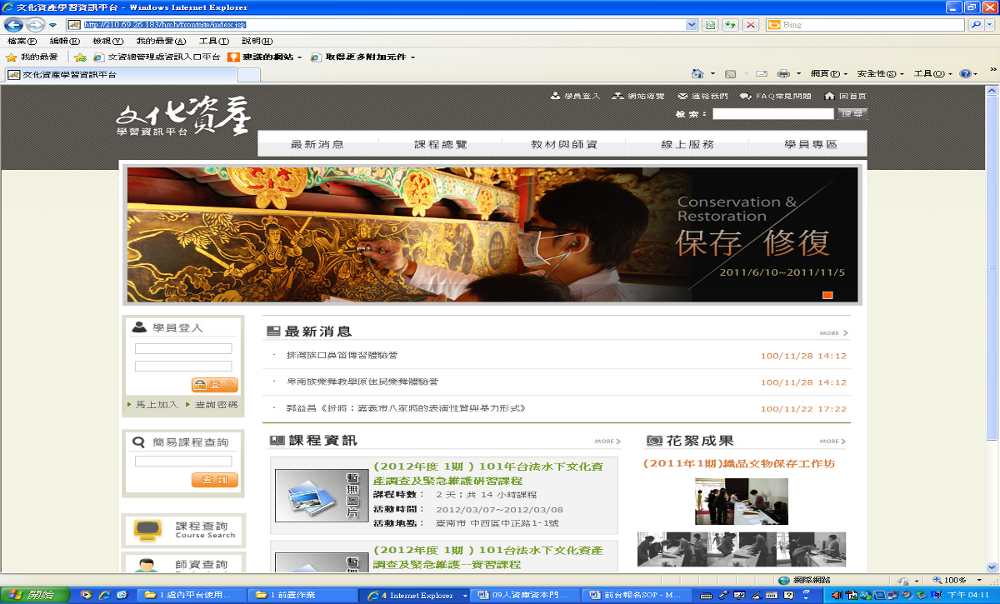 文化資產學習資訊平台 - Windows Internet Explorer
http://210.69.26.183/hrch/frontsite/index.jsp
Bing
檔案(F) 編輯(E) 檢視(V) 我的最愛(A) 工具(T) 說明(H)
我的最愛 文資總管理處資訊入口平台 建議的網站 取得更多附加元件
文化資產學習資訊平台 網頁(P) 安全性(S) 工具(O)
學員登入 網站導覽 連絡我們 FAQ常見問題 回首頁
文化資產
學習資訊平台
檢索： 搜尋
最新消息 課程總覽 教材與師資 線上服務 學員專區
Conservation &
Restoration
保存 修復
2011/6/10~2011/11/5
學員登入
登入
馬上加入 查詢密碼
簡易課程查詢
查詢
課程查詢
Course Search
師資查詢
最新消息 MORE
· 排灣族口鼻笛傳習體驗營 100/11/28 14:12
· 卑南族樂舞教學原住民樂舞體驗營 100/11/28 14:12
· 郭益昌《扮將：嘉義市八家將的表演性質與暴力形式》 100/11/22 17:22
課程資訊 MORE
暫無圖片
(2012年度 1期 ) 101年台法水下文化資
產調查及緊急維護研習課程
課程時數： 2 天；共 14 小時課程
活動時間： 2012/03/07~2012/03/08
活動地點： 臺南市 中西區中正路1-1號
(2012年度 1期 ) 101台法水下文化資產
調查及緊急維護--實習課程
花絮成果 MORE
(2011年1期)織品文物保存工作坊
網際網路 100%
開始 1.處內平台使用... 1.前置作業 4 Internet Explorer 09人資庫資本門... 前台報名SOP - M... 下午 04:11